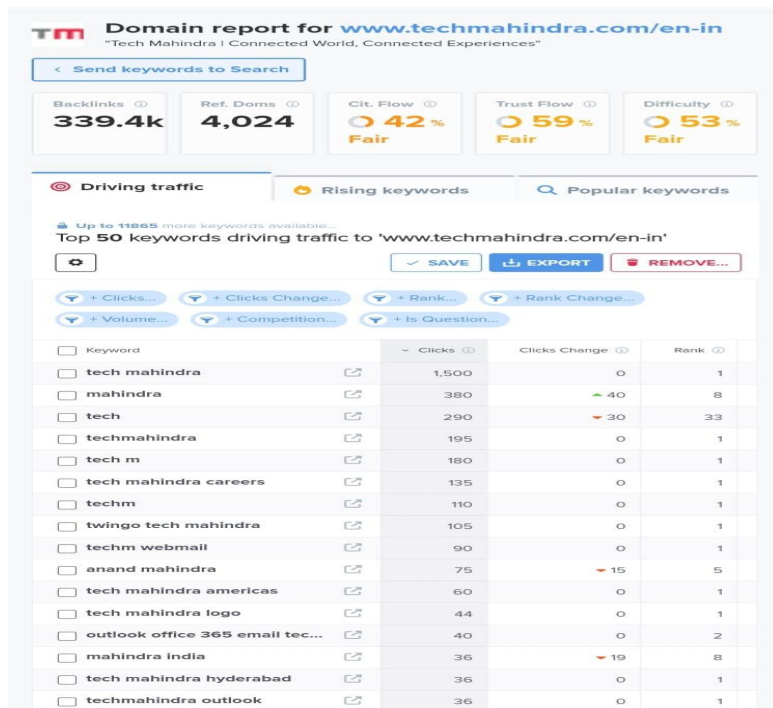 TM
Domain report for www.techmahindra.com/en-in
"Tech Mahindra | Connected World, Connected Experiences"
< Send keywords to Search
Backlinks
339.4k
Ref. Doms
4,024
Cit. Flow
42 %
Fair
Trust Flow
59 %
Fair
Difficulty
53 %
Fair
Driving traffic
Rising keywords
Popular keywords
Up to 11865 more keywords available...
Top 50 keywords driving traffic to 'www.techmahindra.com/en-in'
SAVE
EXPORT
REMOVE...
+ Clicks... + Clicks Change... + Rank... + Rank Change...
+ Volume... + Competition... + Is Question...
Keyword Clicks Clicks Change Rank
tech mahindra 1,500 0 1
mahindra 380 40 8
tech 290 30 33
techmahindra 195 0 1
tech m 180 0 1
tech mahindra careers 135 0 1
techm 110 0 1
twingo tech mahindra 105 0 1
techm webmail 90 0 1
anand mahindra 75 15 5
tech mahindra americas 60 0 1
tech mahindra logo 44 0 1
outlook office 365 email tec... 40 0 2
mahindra india 36 19 8
tech mahindra hyderabad 36 0 1
techmahindra outlook 36 0 1